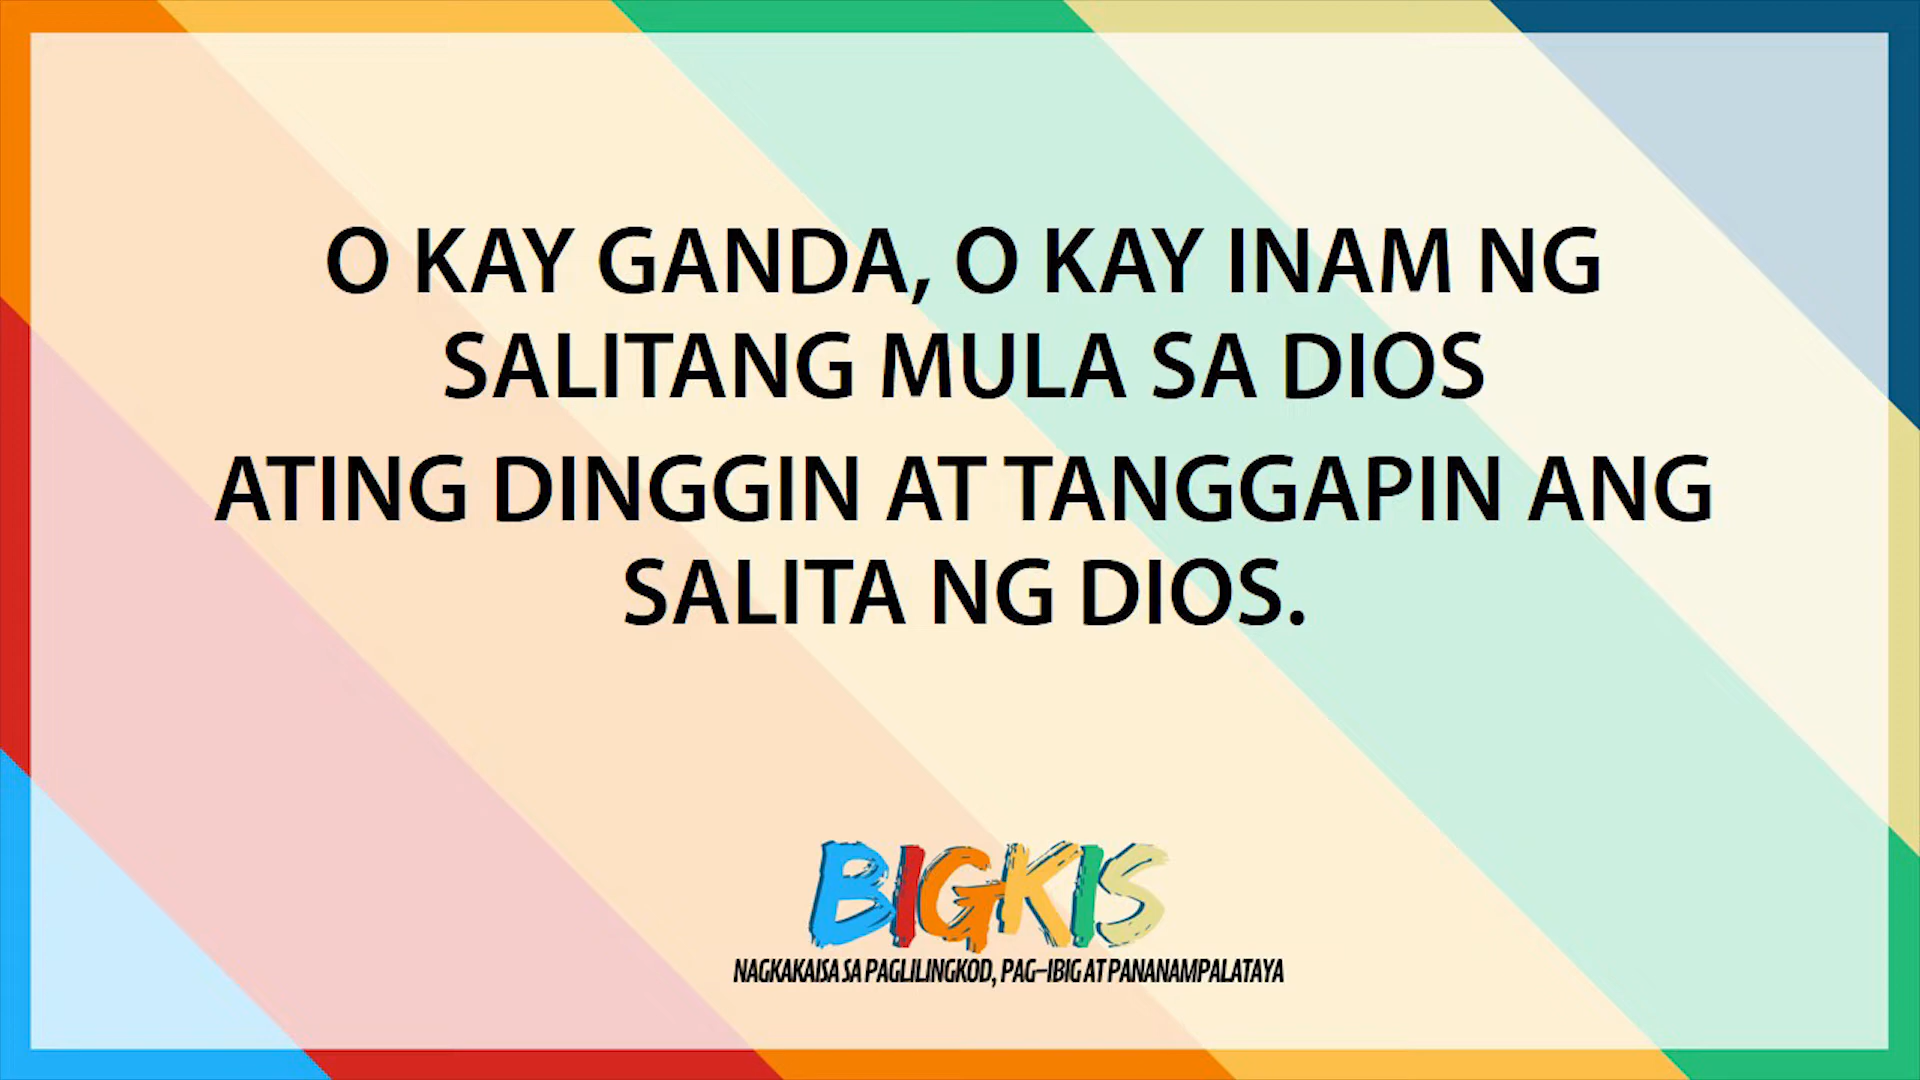 O KAY GANDA, O KAY INAM NG
SALITANG MULA SA DIOS
ATING DINGGIN AT TANGGAPIN ANG
SALITA NG DIOS.
BIGKIS
NAGKAKAISA SA PAGLILINGKOD, PAG-IBIG AT PANANAMPALATAYA